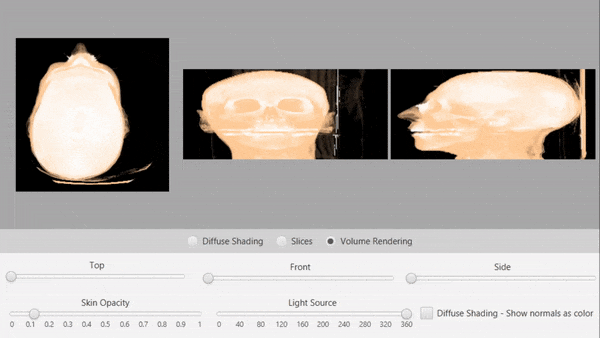 Diffuse Shading Slices Volume Rendering
Top Front Side
Skin Opacity Light Source
Diffuse Shading - Show normals as color
0 0.1 0.2 0.3 0.4 0.5 0.6 0.7 0.8 0.9 1 0 40 80 120 160 200 240 280 320 360